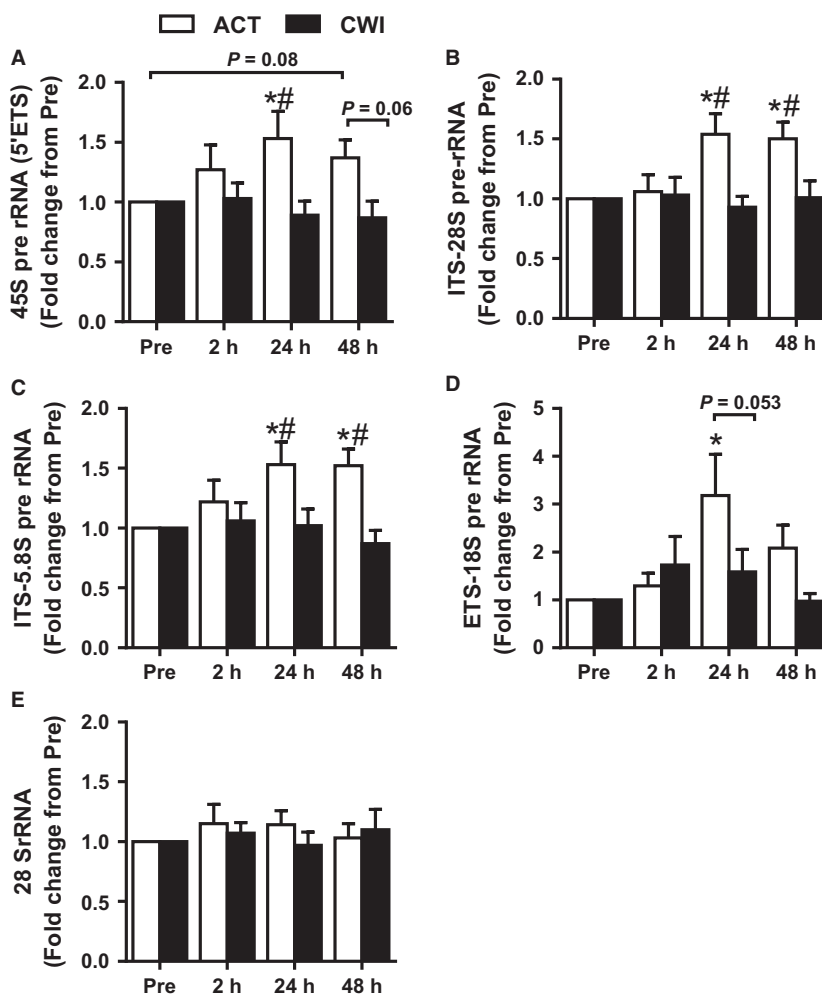 ACT CWI
A
45S pre rRNA (5'ETS)
(Fold change from Pre)
2.0
1.5
1.0
0.5
0.0
P = 0.08
*#
P = 0.06
Pre 2 h 24 h 48 h
B
ITS-28S pre-rRNA
(Fold change from Pre)
2.0
1.5
1.0
0.5
0.0
*# *#
Pre 2 h 24 h 48 h
C
ITS-5.8S pre rRNA
(Fold change from Pre)
2.0
1.5
1.0
0.5
0.0
*# *#
Pre 2 h 24 h 48 h
D
ETS-18S pre rRNA
(Fold change from Pre)
5
4
3
2
1
0
P = 0.053
*
Pre 2 h 24 h 48 h
E
28 SrRNA
(Fold change from Pre)
2.0
1.5
1.0
0.5
0.0
Pre 2 h 24 h 48 h